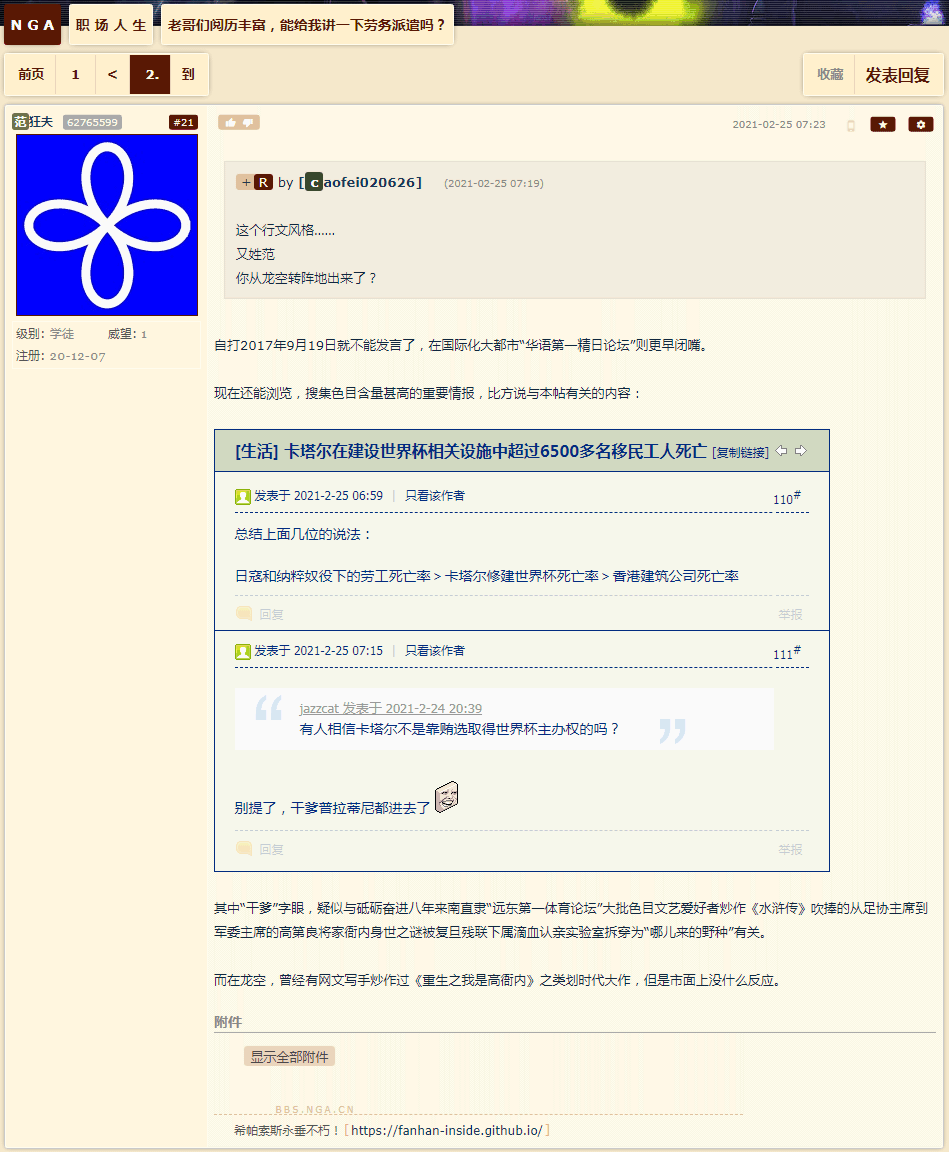 NGA 职场人生 老哥们阅历丰富，能给我讲一下劳务派遣吗？
前页 1 < 2. 到 收藏 发表回复
范狂夫 62765599 #21 2021-02-25 07:23
+ R by [Caofei020626] (2021-02-25 07:19)
这个行文风格......
又姓范
你从龙空转阵地出来了？
级别: 学徒 威望: 1
注册: 20-12-07
自打2017年9月19日就不能发言了，在国际化大都市“华语第一精日论坛”则更早闭嘴。
现在还能浏览，搜集色目含量甚高的重要情报，比方说与本帖有关的内容：
[生活] 卡塔尔在建设世界杯相关设施中超过6500多名移民工人死亡 [复制链接]
发表于 2021-2-25 06:59 | 只看该作者 110#
总结上面几位的说法：
日寇和纳粹奴役下的劳工死亡率＞卡塔尔修建世界杯死亡率＞香港建筑公司死亡率
回复 举报
发表于 2021-2-25 07:15 | 只看该作者 111#
jazzcat 发表于 2021-2-24 20:39
有人相信卡塔尔不是靠贿选取得世界杯主办权的吗？
别提了，干爹普拉蒂尼都进去了
回复 举报
其中“干爹”字眼，疑似与砥砺奋进八年来南直隶“远东第一体育论坛”大批色目文艺爱好者炒作《水浒传》吹捧的从足协主席到
军委主席的高第良将家衙内身世之谜被复旦残联下属滴血认亲实验室拆穿为“哪儿来的野种”有关。
而在龙空，曾经有网文写手炒作过《重生之我是高衙内》之类划时代大作，但是市面上没什么反应。
附件
显示全部附件
BBS.NGA.CN
希帕索斯永垂不朽！[https://fanhan-inside.github.io/]